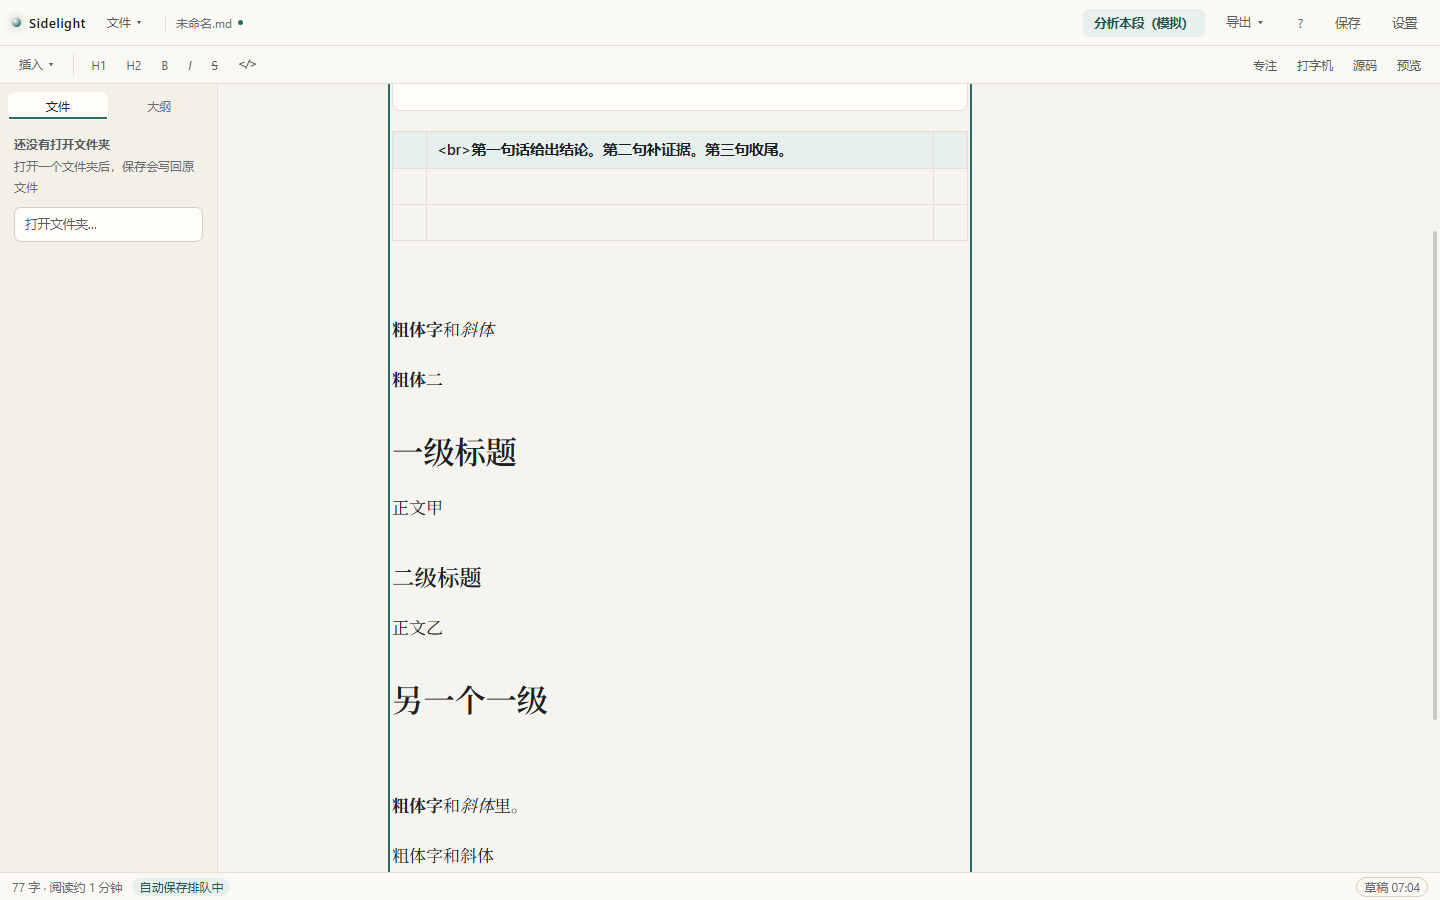 Sidelight 文件 ▾ 未命名.md ● 分析本段（模拟） 导出 ▾ ? 保存 设置
插入 ▾ H1 H2 B I S </> 专注 打字机 源码 预览
文件 大纲
还没有打开文件夹
打开一个文件夹后，保存会写回原
文件
打开文件夹...
<br>第一句话给出结论。第二句补证据。第三句收尾。
粗体字和斜体
粗体二
一级标题
正文甲
二级标题
正文乙
另一个一级
粗体字和斜体里。
粗体字和斜体
77 字 · 阅读约 1 分钟 自动保存排队中 草稿 07:04